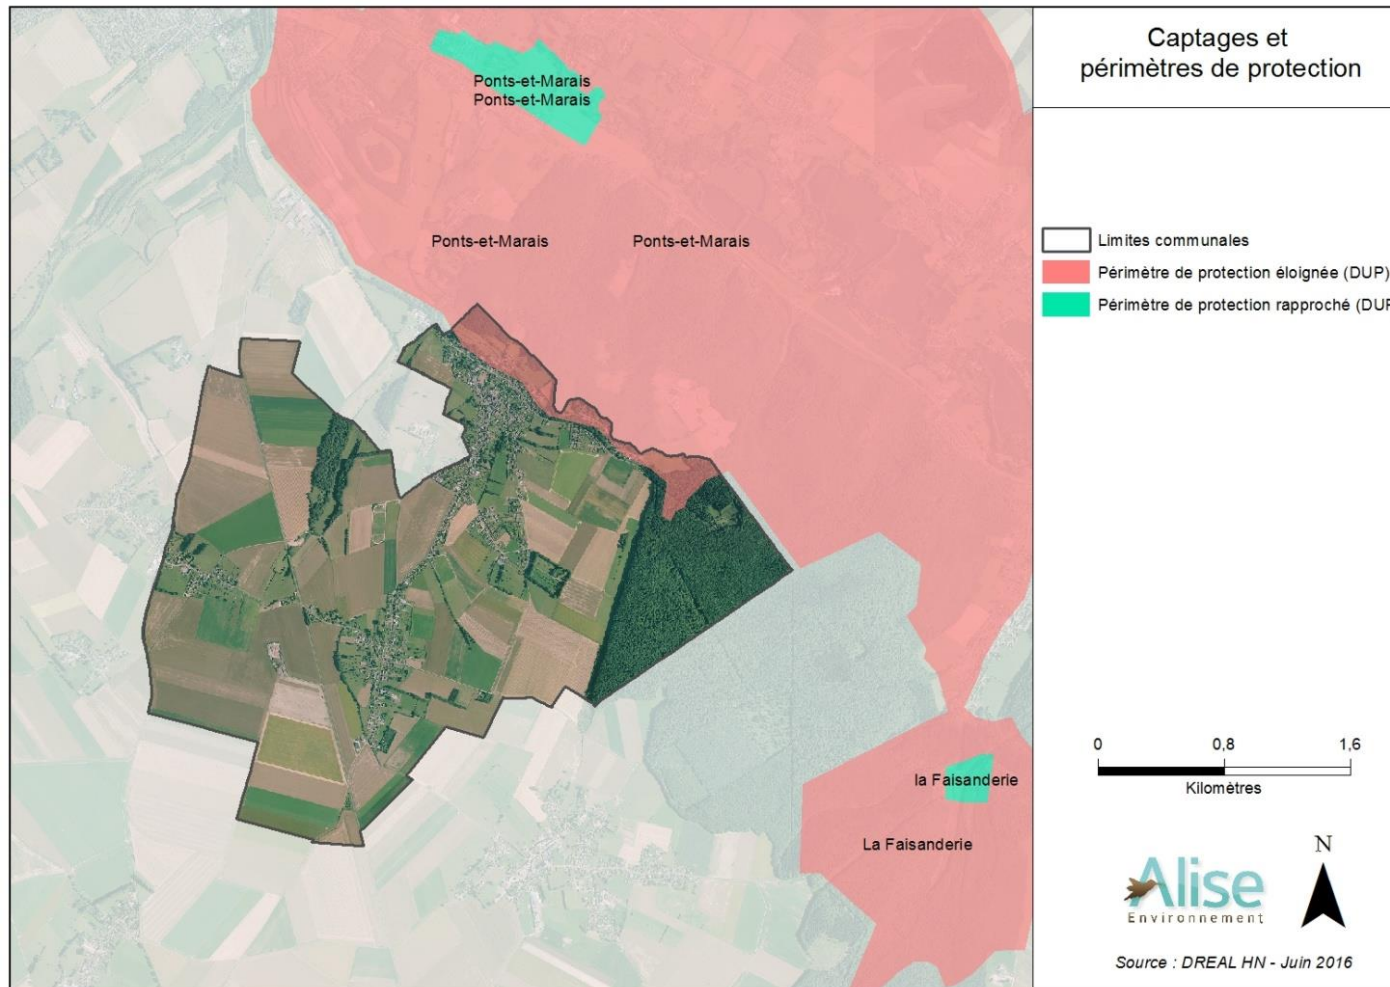 Captages et
périmètres de protection
Ponts-et-Marais
Ponts-et-Marais
Ponts-et-Marais
Ponts-et-Marais
Limites communales
Périmètre de protection éloignée (DUP)
Périmètre de protection rapproché (DUP
0 0,8 1,6
Kilomètres
la Faisanderie
La Faisanderie
N
Alise
Environnement
Source : DREAL HN - Juin 2016